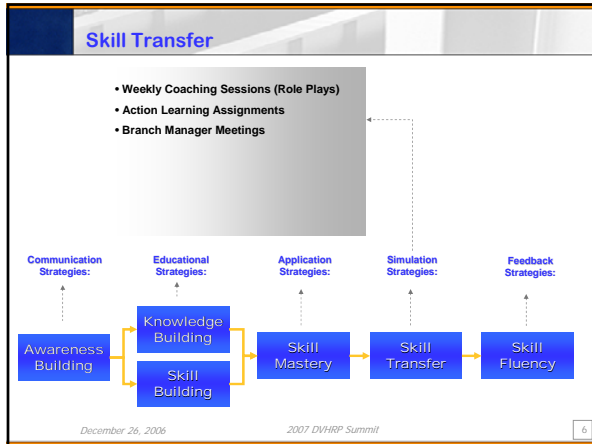 Skill Transfer
• Weekly Coaching Sessions (Role Plays)
• Action Learning Assignments
• Branch Manager Meetings
Communication
Strategies:
Educational
Strategies:
Application
Strategies:
Simulation
Strategies:
Feedback
Strategies:
Awareness
Building
Knowledge
Building
Skill
Building
Skill
Mastery
Skill
Transfer
Skill
Fluency
December 26, 2006
2007 DVHRP Summit
6